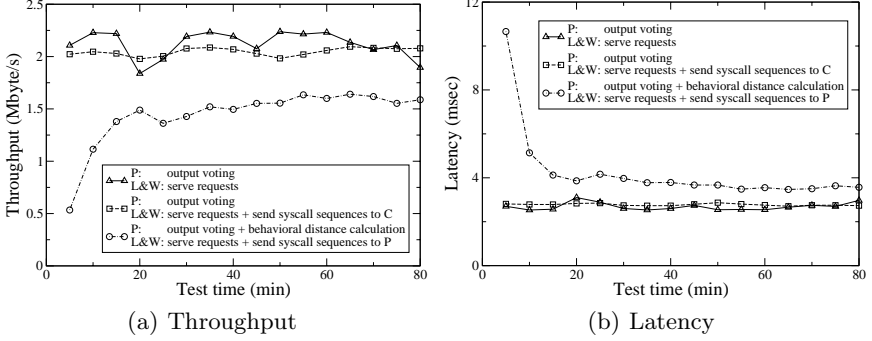 Throughput (Mbyte/s)
2.5
2
1.5
1
0.5
0
P: output voting
L&W: serve requests
P: output voting
L&W: serve requests + send syscall sequences to C
P: output voting + behavioral distance calculation
L&W: serve requests + send syscall sequences to P
0 20 40 60 80
Test time (min)
(a) Throughput
Latency (msec)
12
8
4
0
P: output voting
L&W: serve requests
P: output voting
L&W: serve requests + send syscall sequences to C
P: output voting + behavioral distance calculation
L&W: serve requests + send syscall sequences to P
0 20 40 60 80
Test time (min)
(b) Latency